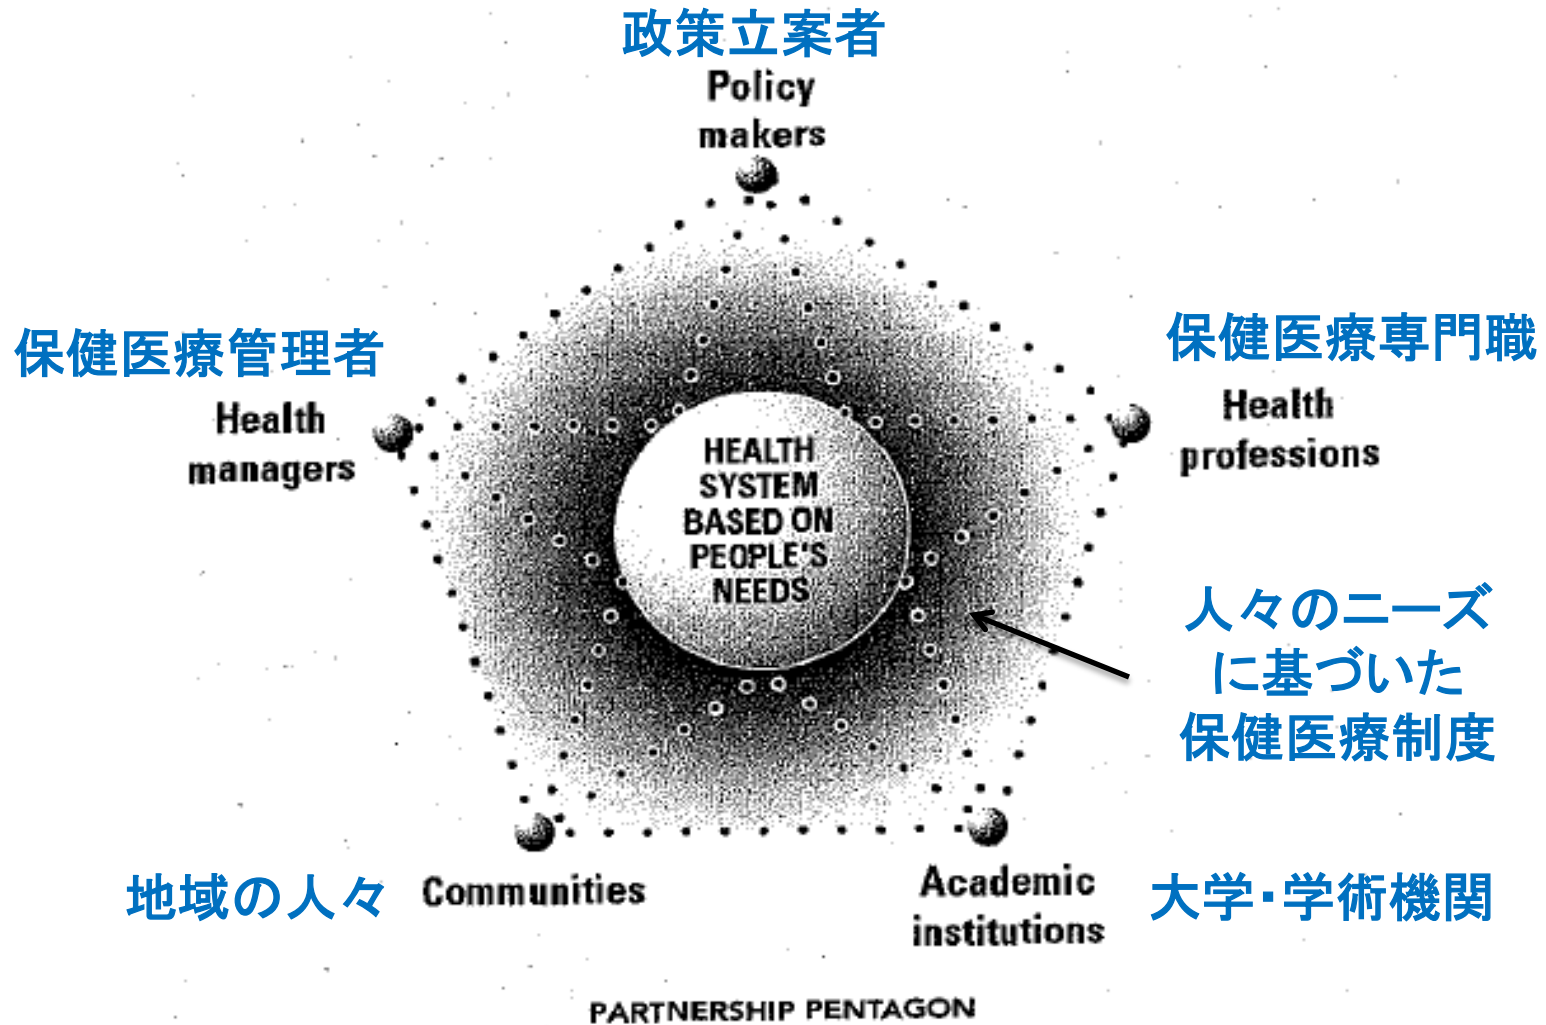 政策立案者
Policy
makers
保健医療管理者
Health
managers
保健医療専門職
Health
professions
HEALTH
SYSTEM
BASED ON
PEOPLE'S
NEEDS
人々のニーズ
に基づいた
保健医療制度
地域の人々
Communities
Academic
institutions
大学・学術機関
PARTNERSHIP PENTAGON